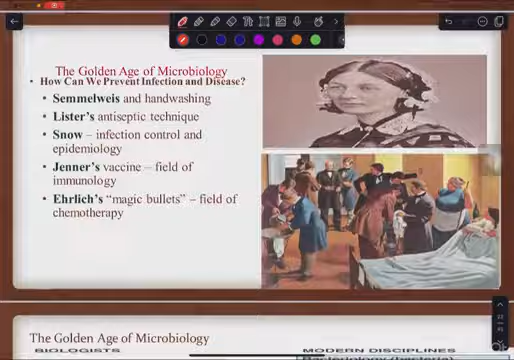 The Golden Age of Microbiology
• How Can We Prevent Infection and Disease?
• Semmelweis and handwashing
• Lister's antiseptic technique
• Snow – infection control and
epidemiology
• Jenner's vaccine – field of
immunology
• Ehrlich's "magic bullets" – field of
chemotherapy
The Golden Age of Microbiology
BIOLOGISTS
MODERN DISCIPLINES
Bacteriology (bacteria)